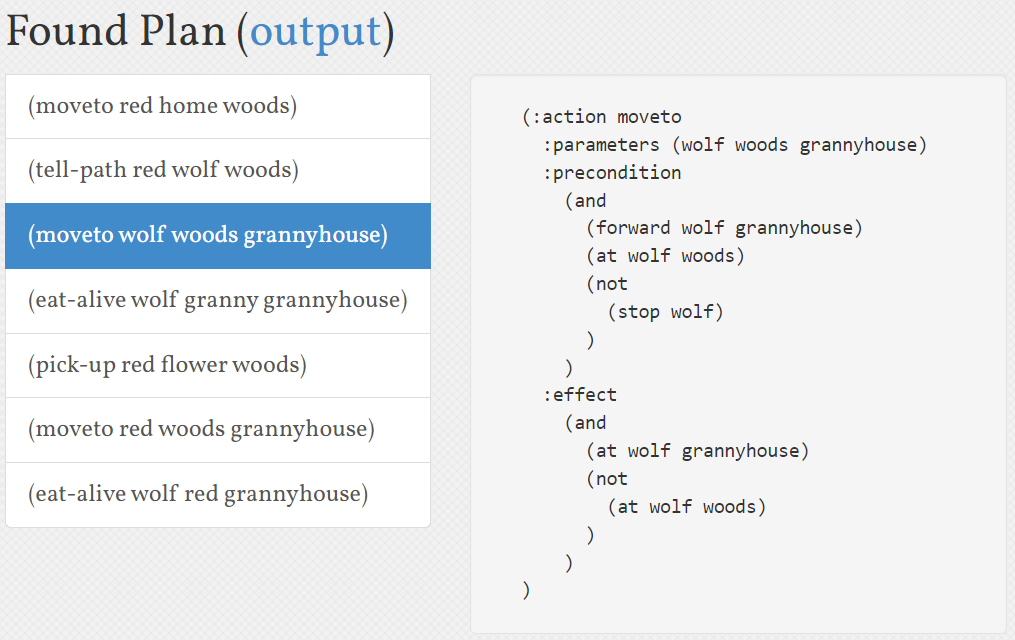 Found Plan (output)
(moveto red home woods)
(tell-path red wolf woods)
(moveto wolf woods grannyhouse)
(eat-alive wolf granny grannyhouse)
(pick-up red flower woods)
(moveto red woods grannyhouse)
(eat-alive wolf red grannyhouse)
(:action moveto
:parameters (wolf woods grannyhouse)
:precondition
(and
(forward wolf grannyhouse)
(at wolf woods)
(not
(stop wolf)
)
)
:effect
(and
(at wolf grannyhouse)
(not
(at wolf woods)
)
)
)